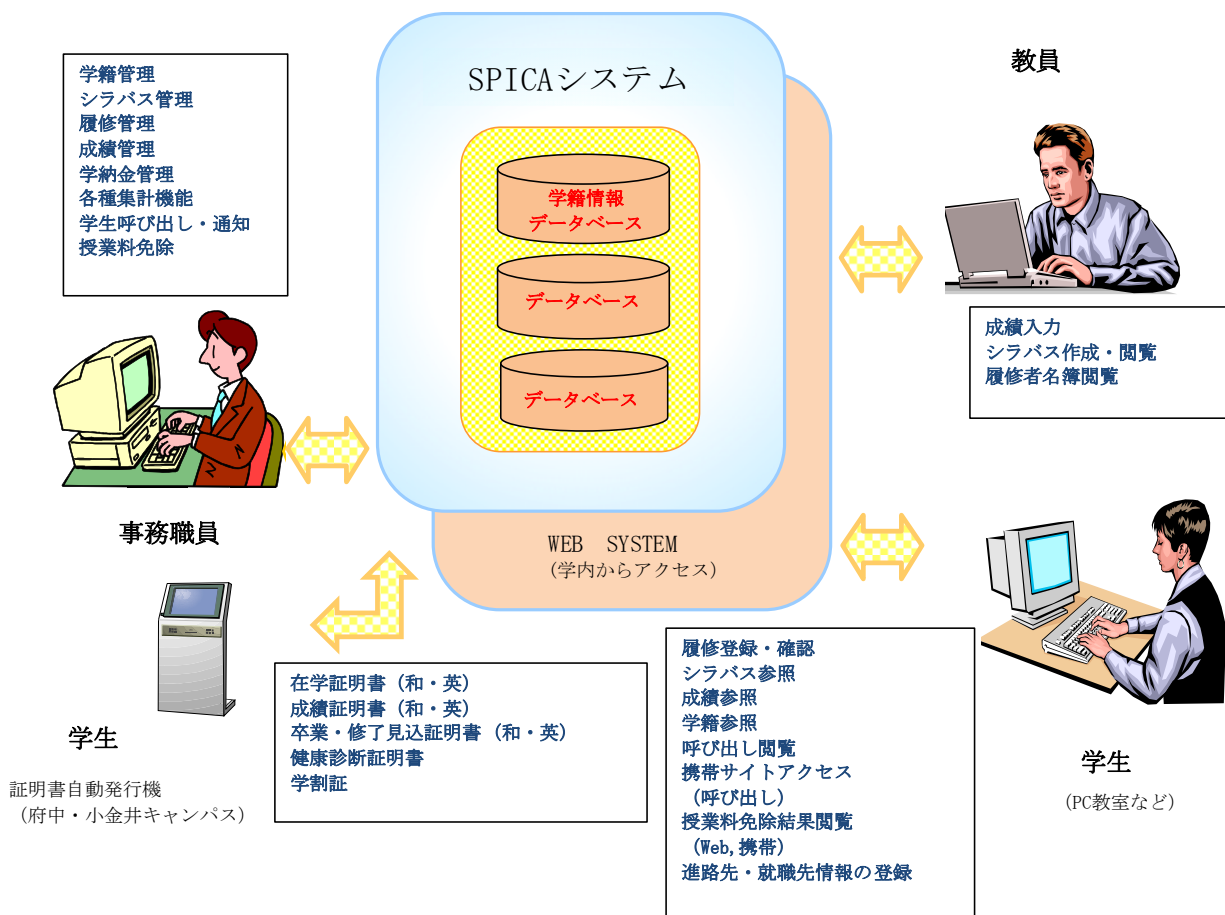 SPICAシステム
学籍情報
データベース
データベース
データベース
WEB SYSTEM
(学内からアクセス)
学籍管理
シラバス管理
履修管理
成績管理
学納金管理
各種集計機能
学生呼び出し・通知
授業料免除
事務職員
教員
成績入力
シラバス作成・閲覧
履修者名簿閲覧
学生
証明書自動発行機
(府中・小金井キャンパス)
在学証明書（和・英）
成績証明書（和・英）
卒業・修了見込証明書（和・英）
健康診断証明書
学割証
履修登録・確認
シラバス参照
成績参照
学籍参照
呼び出し閲覧
携帯サイトアクセス
（呼び出し）
授業料免除結果閲覧
（Web,携帯）
進路先・就職先情報の登録
学生
(PC教室など)